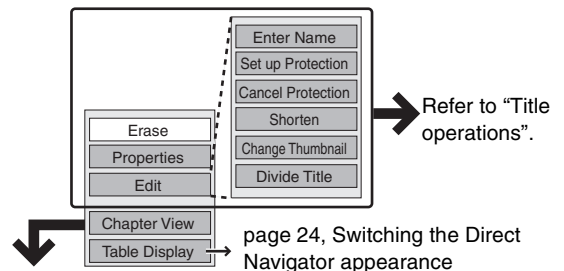 Enter Name
Set up Protection
Cancel Protection
Shorten
Change Thumbnail
Divide Title
Refer to “Title
operations”.
Erase
Properties
Edit
Chapter View
Table Display
page 24, Switching the Direct
Navigator appearance